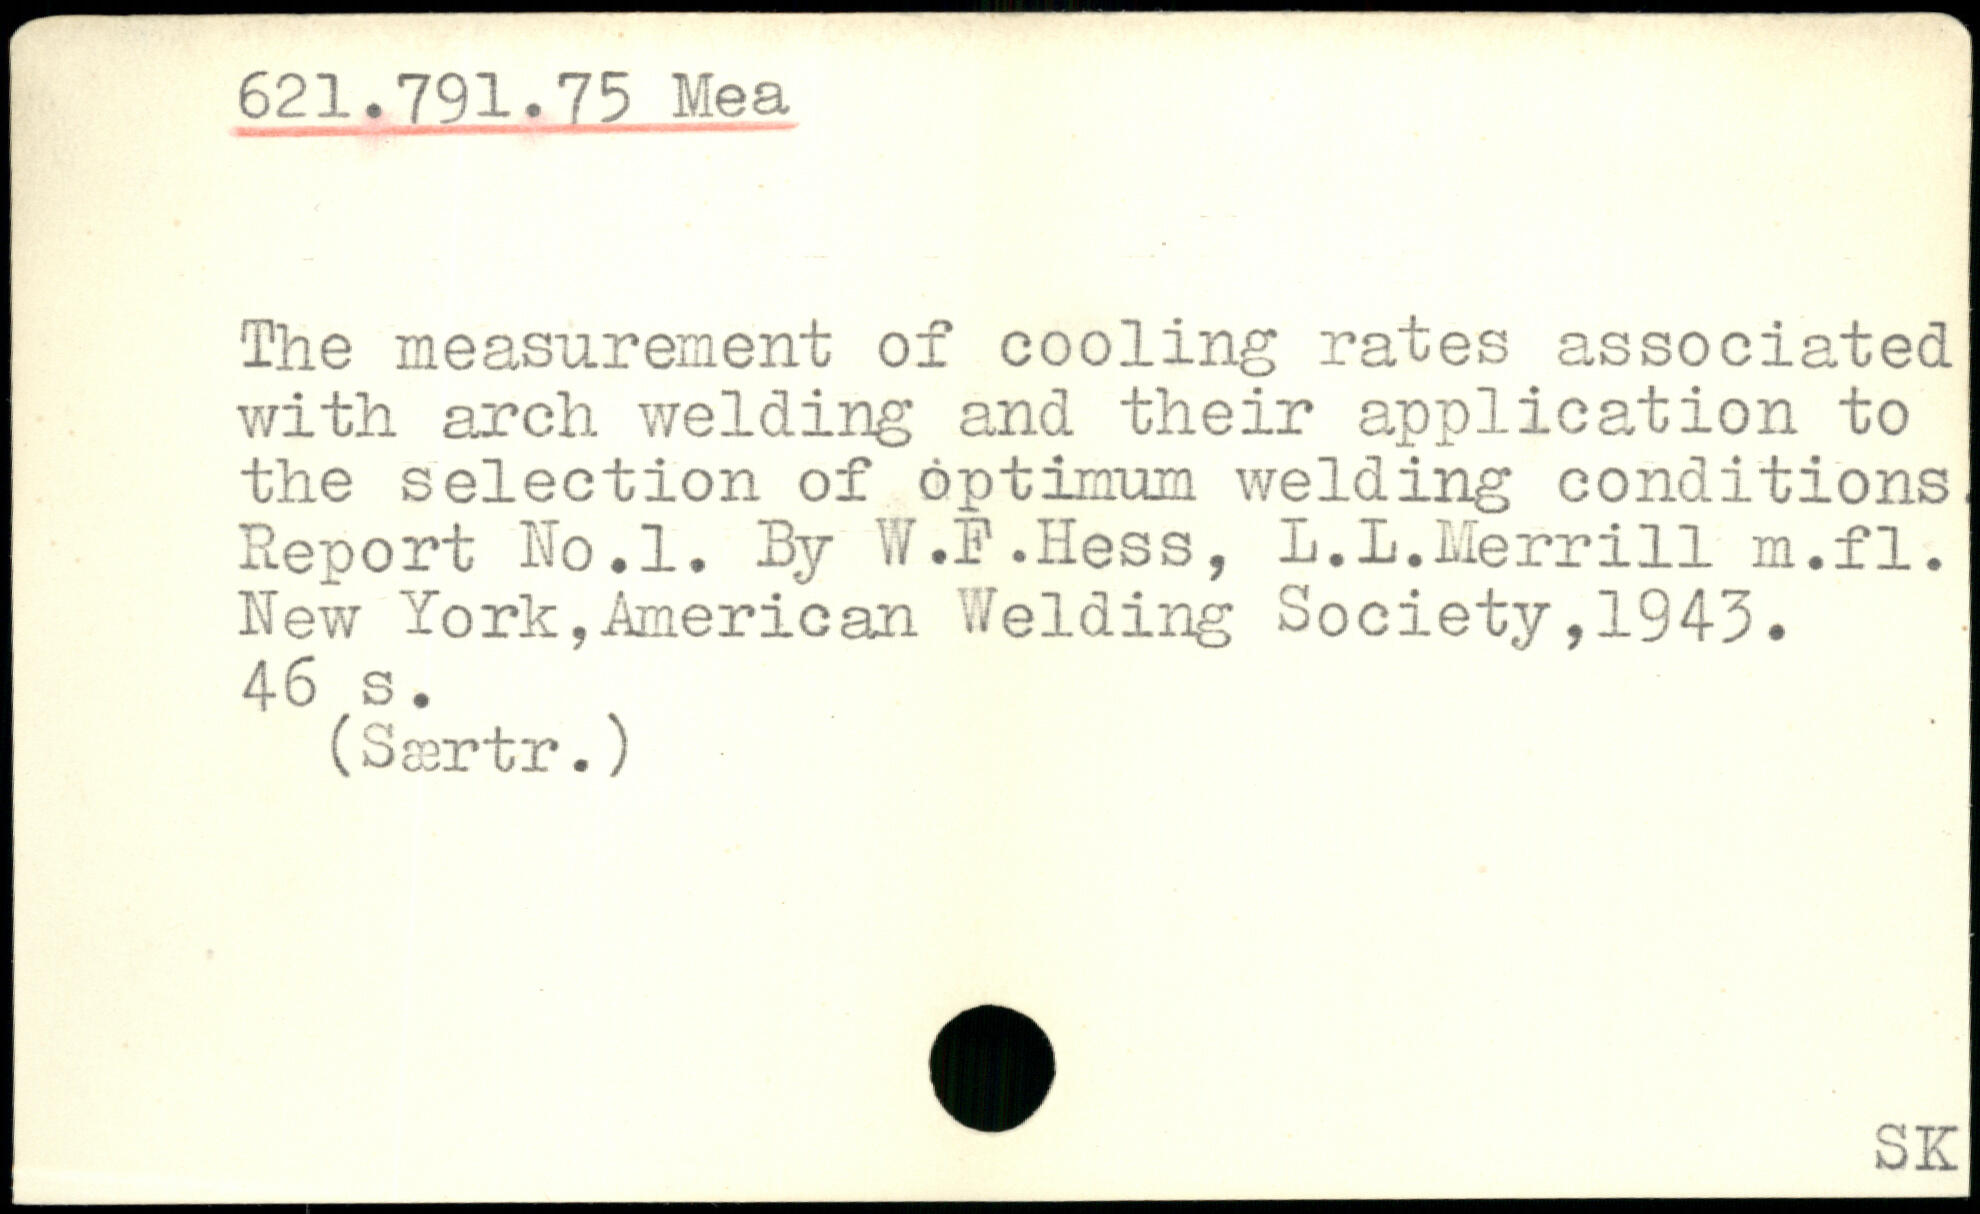 621.791.75 Mea
The measurement of cooling rates associated
with arch welding and their application to
the selection of optimum welding conditions.
Report No.1. By W.F.Hess, L.L.Merrill m.fl.
New York,American Welding Society,1943.
46 s.
(Særtr.)
SK